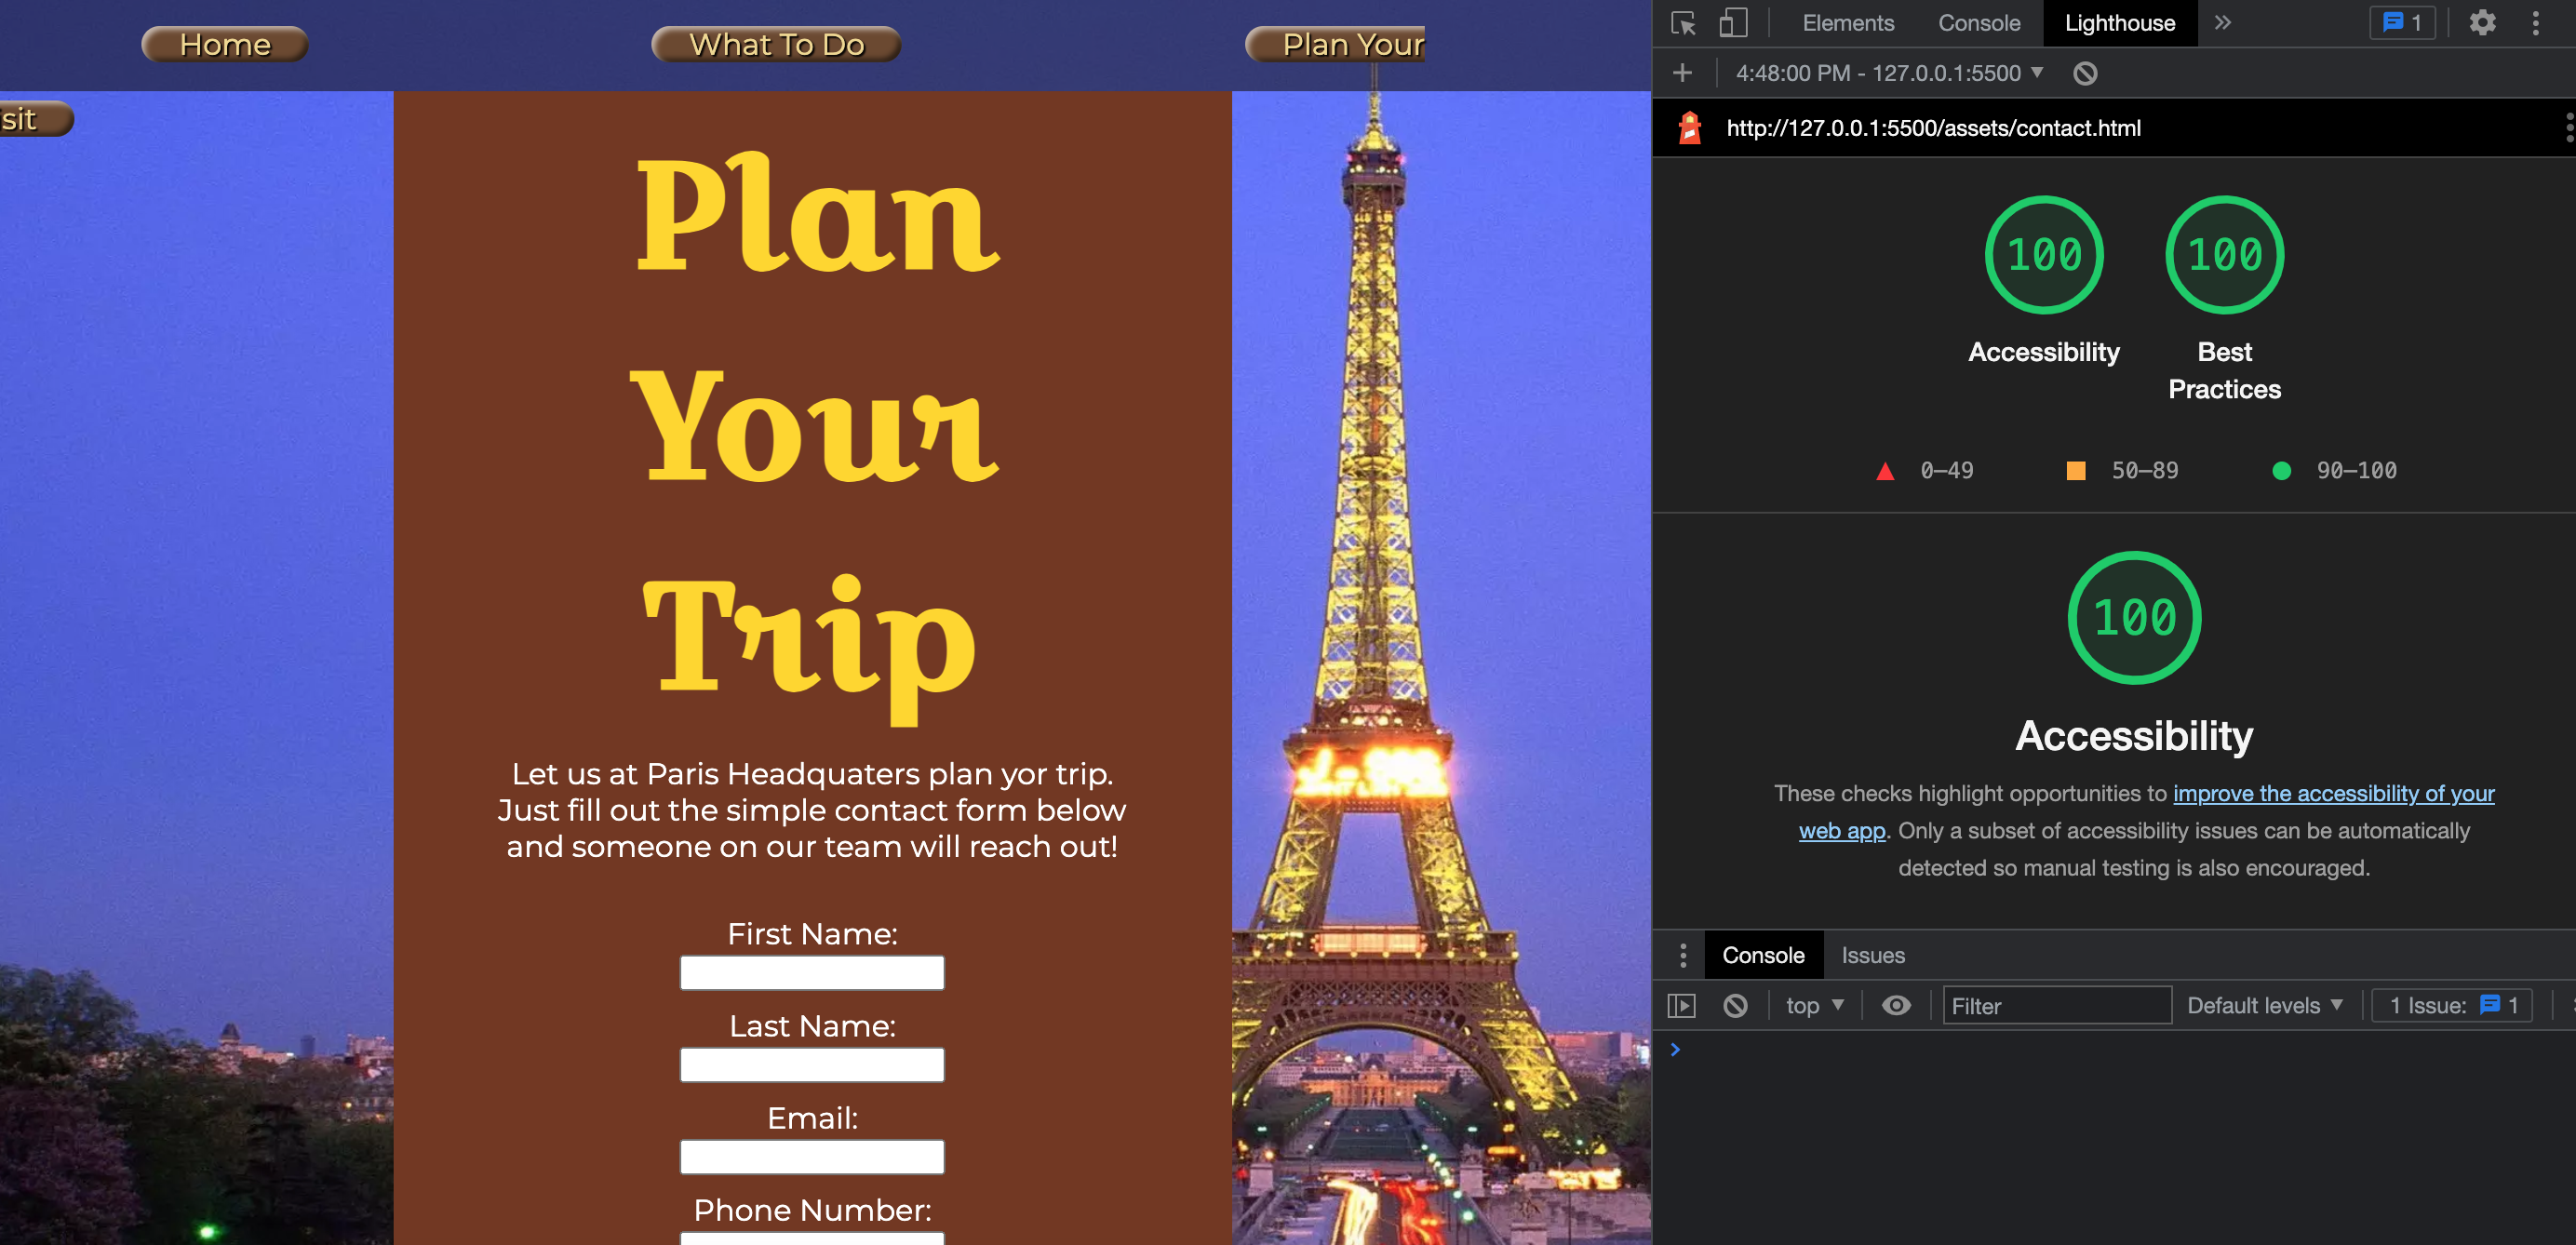 Home
What To Do
Plan Your
sit
Plan
Your
Trip
Let us at Paris Headquaters plan yor trip.
Just fill out the simple contact form below
and someone on our team will reach out!
First Name:
Last Name:
Email:
Phone Number:
Elements Console Lighthouse 1
4:48:00 PM - 127.0.0.1:5500
http://127.0.0.1:5500/assets/contact.html
100 100
Accessibility Best
Practices
0–49 50–89 90–100
100
Accessibility
These checks highlight opportunities to improve the accessibility of your
web app. Only a subset of accessibility issues can be automatically
detected so manual testing is also encouraged.
Console Issues
top Filter Default levels 1 Issue: 1